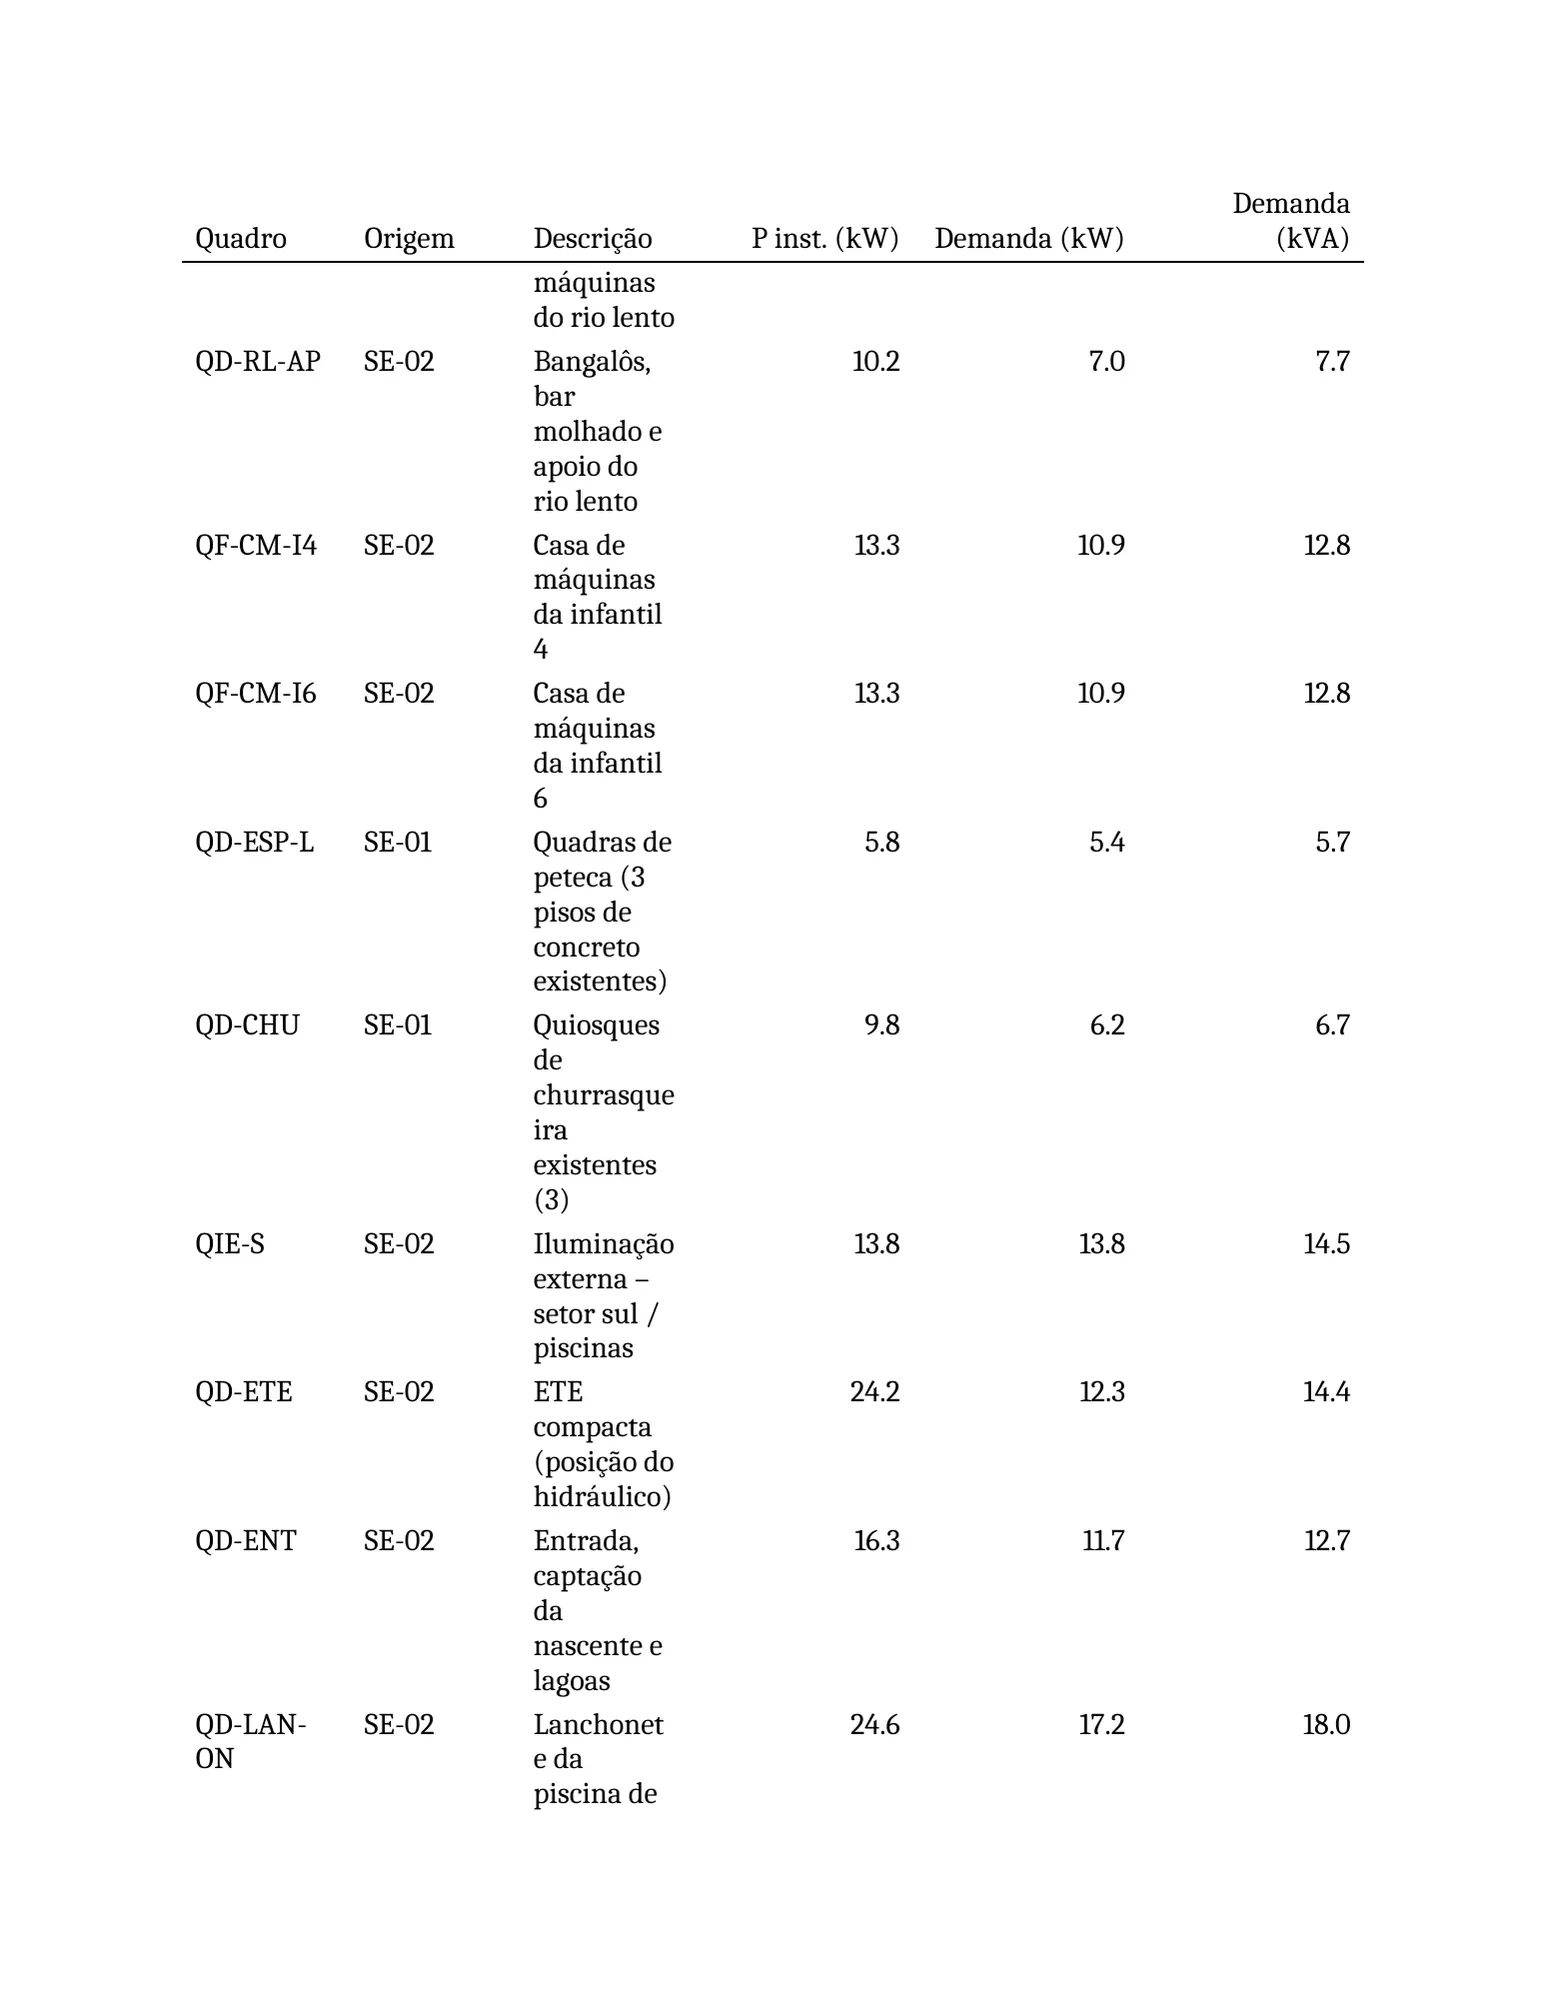 Quadro Origem Descrição P inst. (kW) Demanda (kW) Demanda
(kVA)
máquinas
do rio lento
QD-RL-AP SE-02 Bangalôs, 10.2 7.0 7.7
bar
molhado e
apoio do
rio lento
QF-CM-I4 SE-02 Casa de 13.3 10.9 12.8
máquinas
da infantil
4
QF-CM-I6 SE-02 Casa de 13.3 10.9 12.8
máquinas
da infantil
6
QD-ESP-L SE-01 Quadras de 5.8 5.4 5.7
peteca (3
pisos de
concreto
existentes)
QD-CHU SE-01 Quiosques 9.8 6.2 6.7
de
churrasque
ira
existentes
(3)
QIE-S SE-02 Iluminação 13.8 13.8 14.5
externa –
setor sul /
piscinas
QD-ETE SE-02 ETE 24.2 12.3 14.4
compacta
(posição do
hidráulico)
QD-ENT SE-02 Entrada, 16.3 11.7 12.7
captação
da
nascente e
lagoas
QD-LAN- SE-02 Lanchonet 24.6 17.2 18.0
ON e da
piscina de